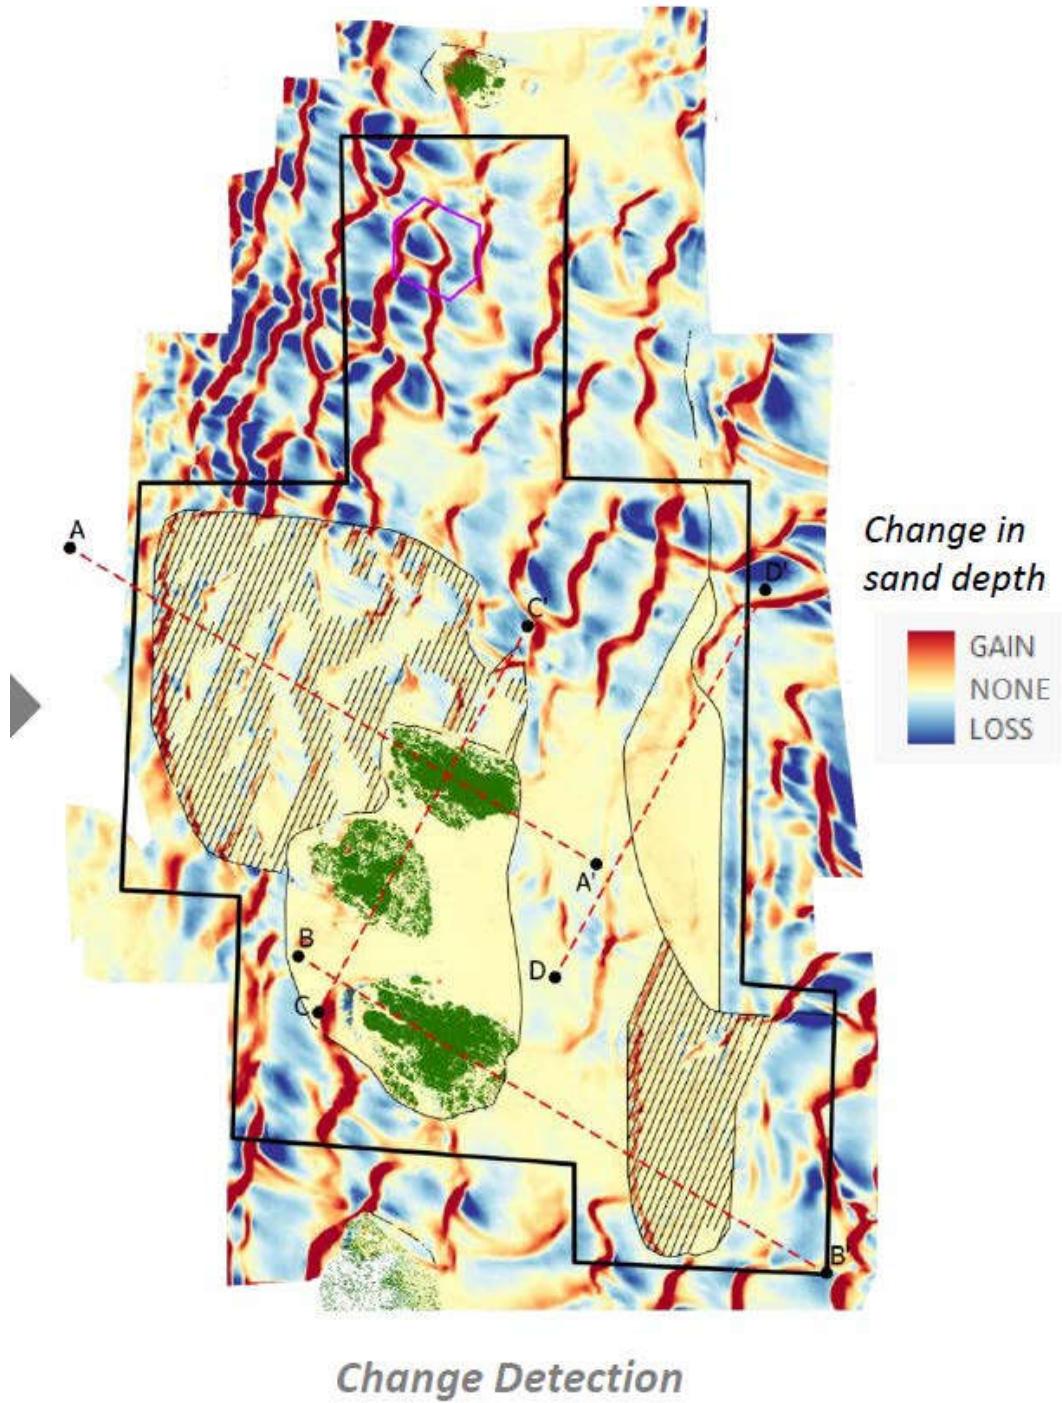 A
Change in
sand depth
D'
C'
GAIN
NONE
LOSS
A'
B
D
C
B'
Change Detection